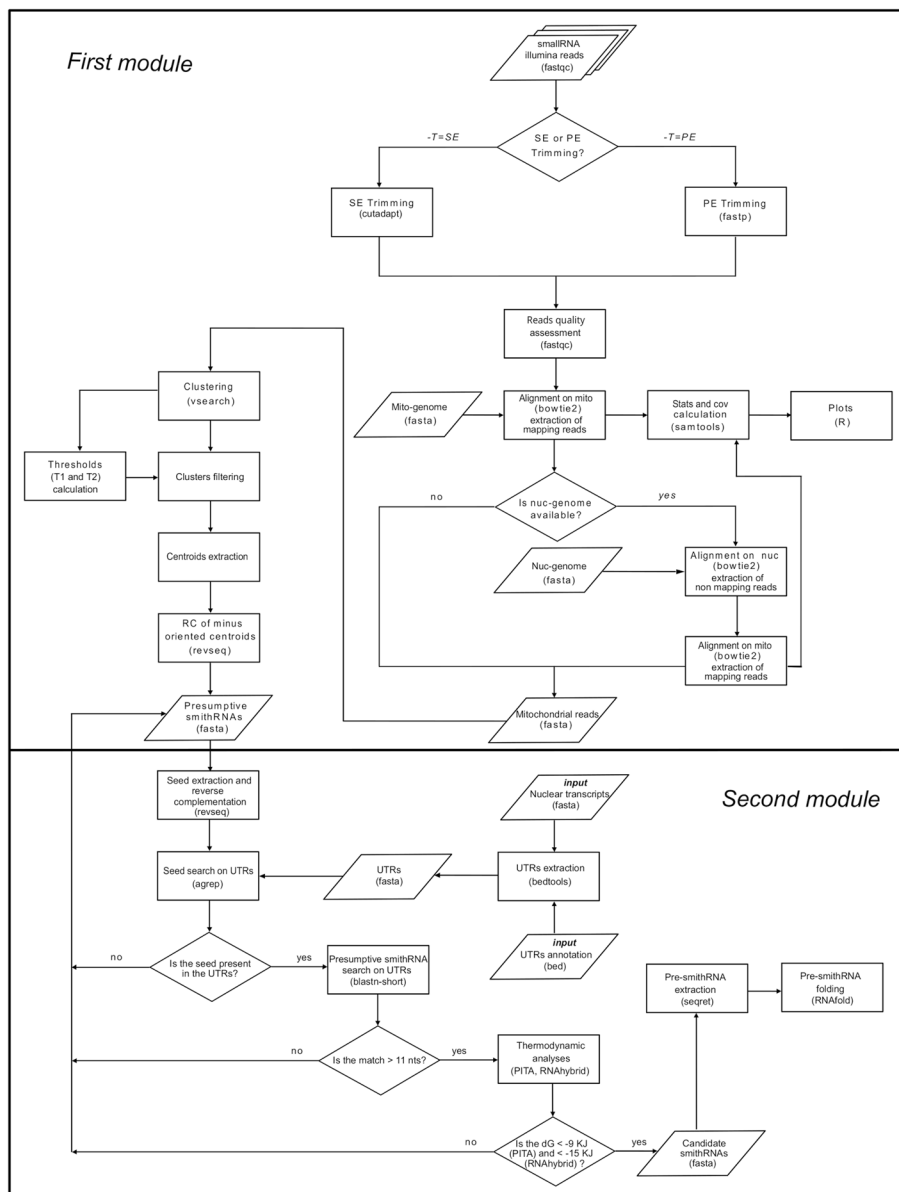 First module
smallRNA
illumina reads
(fastqc)
-T=SE
SE or PE
Trimming?
-T=PE
SE Trimming
(cutadapt)
PE Trimming
(fastp)
Reads quality
assessment
(fastqc)
Clustering
(vsearch)
Mito-genome
(fasta)
Alignment on mito
(bowtie2)
extraction of
mapping reads
Stats and cov
calculation
(samtools)
Plots
(R)
Thresholds
(T1 and T2)
calculation
Clusters filtering
no
Is nuc-genome
available?
yes
Centroids extraction
Nuc-genome
(fasta)
Alignment on nuc
(bowtie2)
extraction of
non mapping reads
RC of minus
oriented centroids
(revseq)
Alignment on mito
(bowtie2)
extraction of
mapping reads
Presumptive
smithRNAs
(fasta)
Mitochondrial reads
(fasta)
Second module
Seed extraction and
reverse
complementation
(revseq)
input
Nuclear transcripts
(fasta)
Seed search on UTRs
(agrep)
UTRs
(fasta)
UTRs extraction
(bedtools)
input
UTRs annotation
(bed)
no
Is the seed present
in the UTRs?
yes
Presumptive smithRNA
search on UTRs
(blastn-short)
Pre-smithRNA
extraction
(seqret)
Pre-smithRNA
folding
(RNAfold)
no
Is the match > 11 nts?
yes
Thermodynamic
analyses
(PITA, RNAhybrid)
no
Is the dG < -9 KJ
(PITA) and < -15 KJ
(RNAhybrid) ?
yes
Candidate
smithRNAs
(fasta)